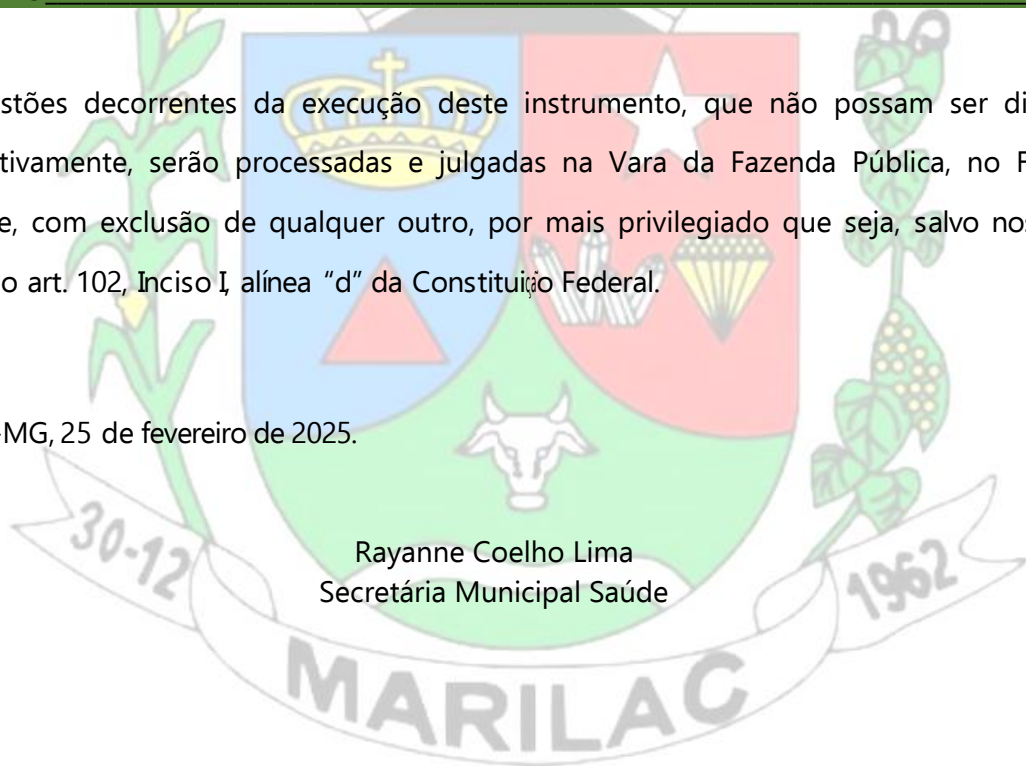 stões decorrentes da execução deste instrumento, que não possam ser di
tivamente, serão processadas e julgadas na Vara da Fazenda Pública, no F
e, com exclusão de qualquer outro, por mais privilegiado que seja, salvo nos
o art. 102, Inciso I, alínea “d” da Constituição Federal.
-MG, 25 de fevereiro de 2025.
Rayanne Coelho Lima
Secretária Municipal Saúde
30-12
1962
MARILAC